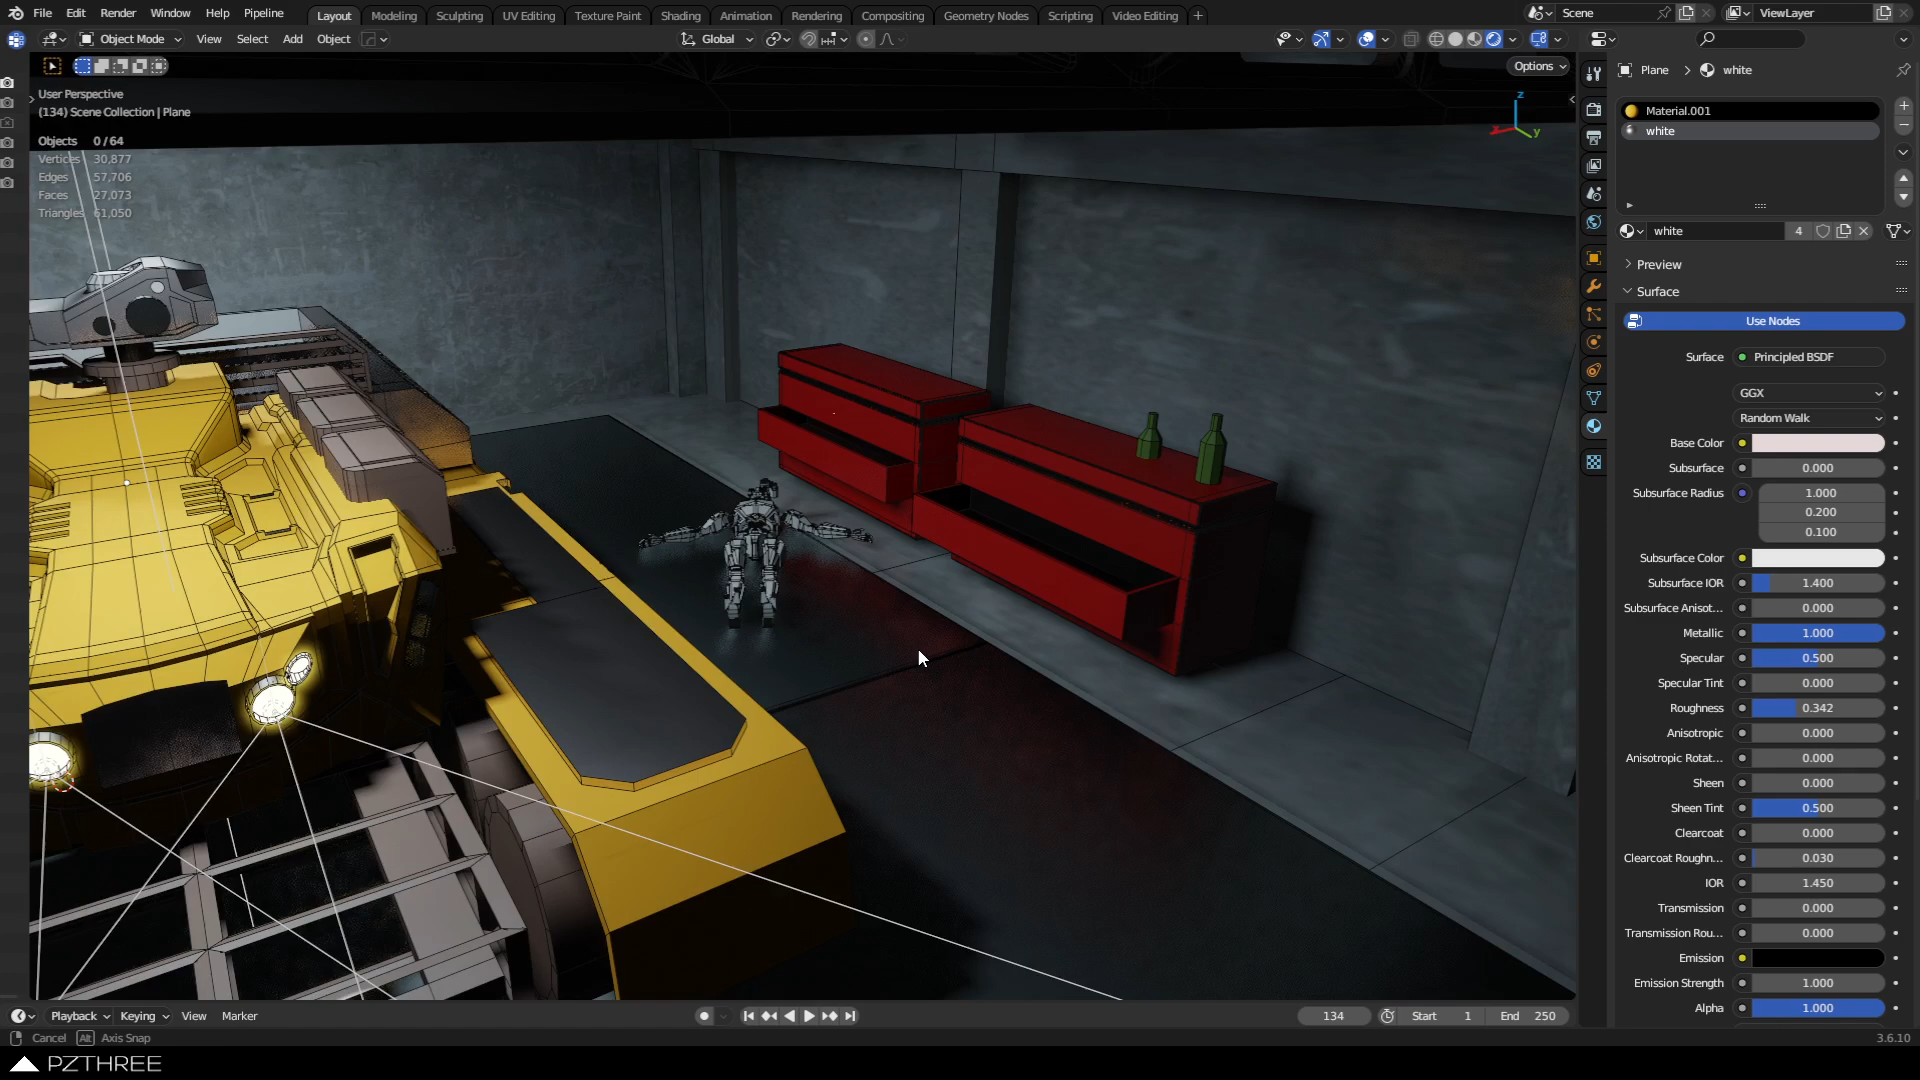 File Edit Render Window Help Pipeline Layout Modeling Sculpting UV Editing Texture Paint Shading Animation Rendering Compositing Geometry Nodes Scripting Video Editing + Scene ViewLayer
Object Mode View Select Add Object Global
Options
User Perspective
(134) Scene Collection | Plane
Objects 0/64
Vertices 30,877
Edges 57,706
Faces 27,073
Triangles 61,050
Z
X
Y
Plane > white
Material.001
white
white 4
Preview
Surface
Use Nodes
Surface Principled BSDF
GGX
Random Walk
Base Color
Subsurface 0.000
Subsurface Radius 1.000
0.200
0.100
Subsurface Color
Subsurface IOR 1.400
Subsurface Anisot... 0.000
Metallic 1.000
Specular 0.500
Specular Tint 0.000
Roughness 0.342
Anisotropic 0.000
Anisotropic Rotat... 0.000
Sheen 0.000
Sheen Tint 0.500
Clearcoat 0.000
Clearcoat Roughn... 0.030
IOR 1.450
Transmission 0.000
Transmission Rou... 0.000
Emission
Emission Strength 1.000
Alpha 1.000
Playback Keying View Marker 134 Start 1 End 250
Cancel Alt Axis Snap 3.6.10
PZTHREE